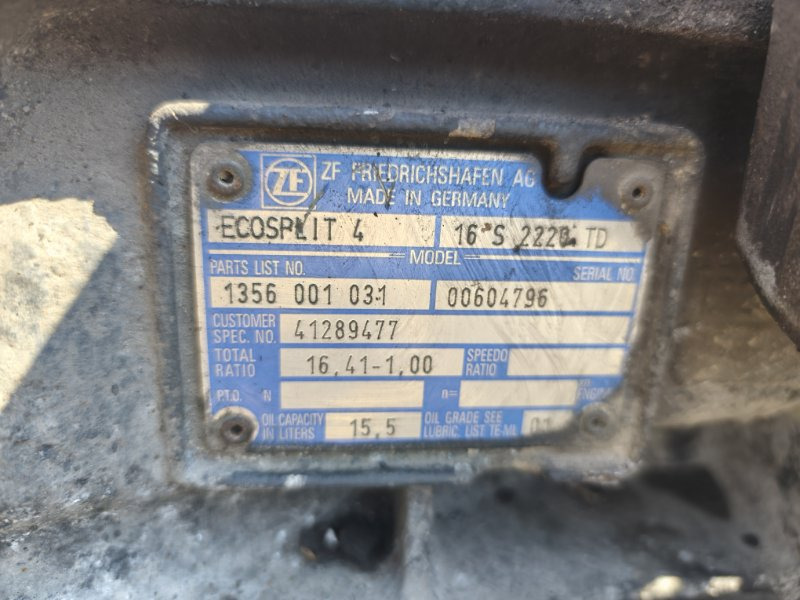 ZF ZF FRIEDRICHSHAFEN AG
MADE IN GERMANY
ECOSPLIT 4 16 S 2220 TD
MODEL
PARTS LIST NO. SERIAL NO.
1356 001 031 00604796
CUSTOMER SPEC. NO. 41289477
TOTAL RATIO 16,41-1,00 SPEEDO RATIO
P.T.O. N n= ENGINE
OIL CAPACITY IN LITERS 15,5 OIL GRADE SEE LUBRIC. LIST TE-ML